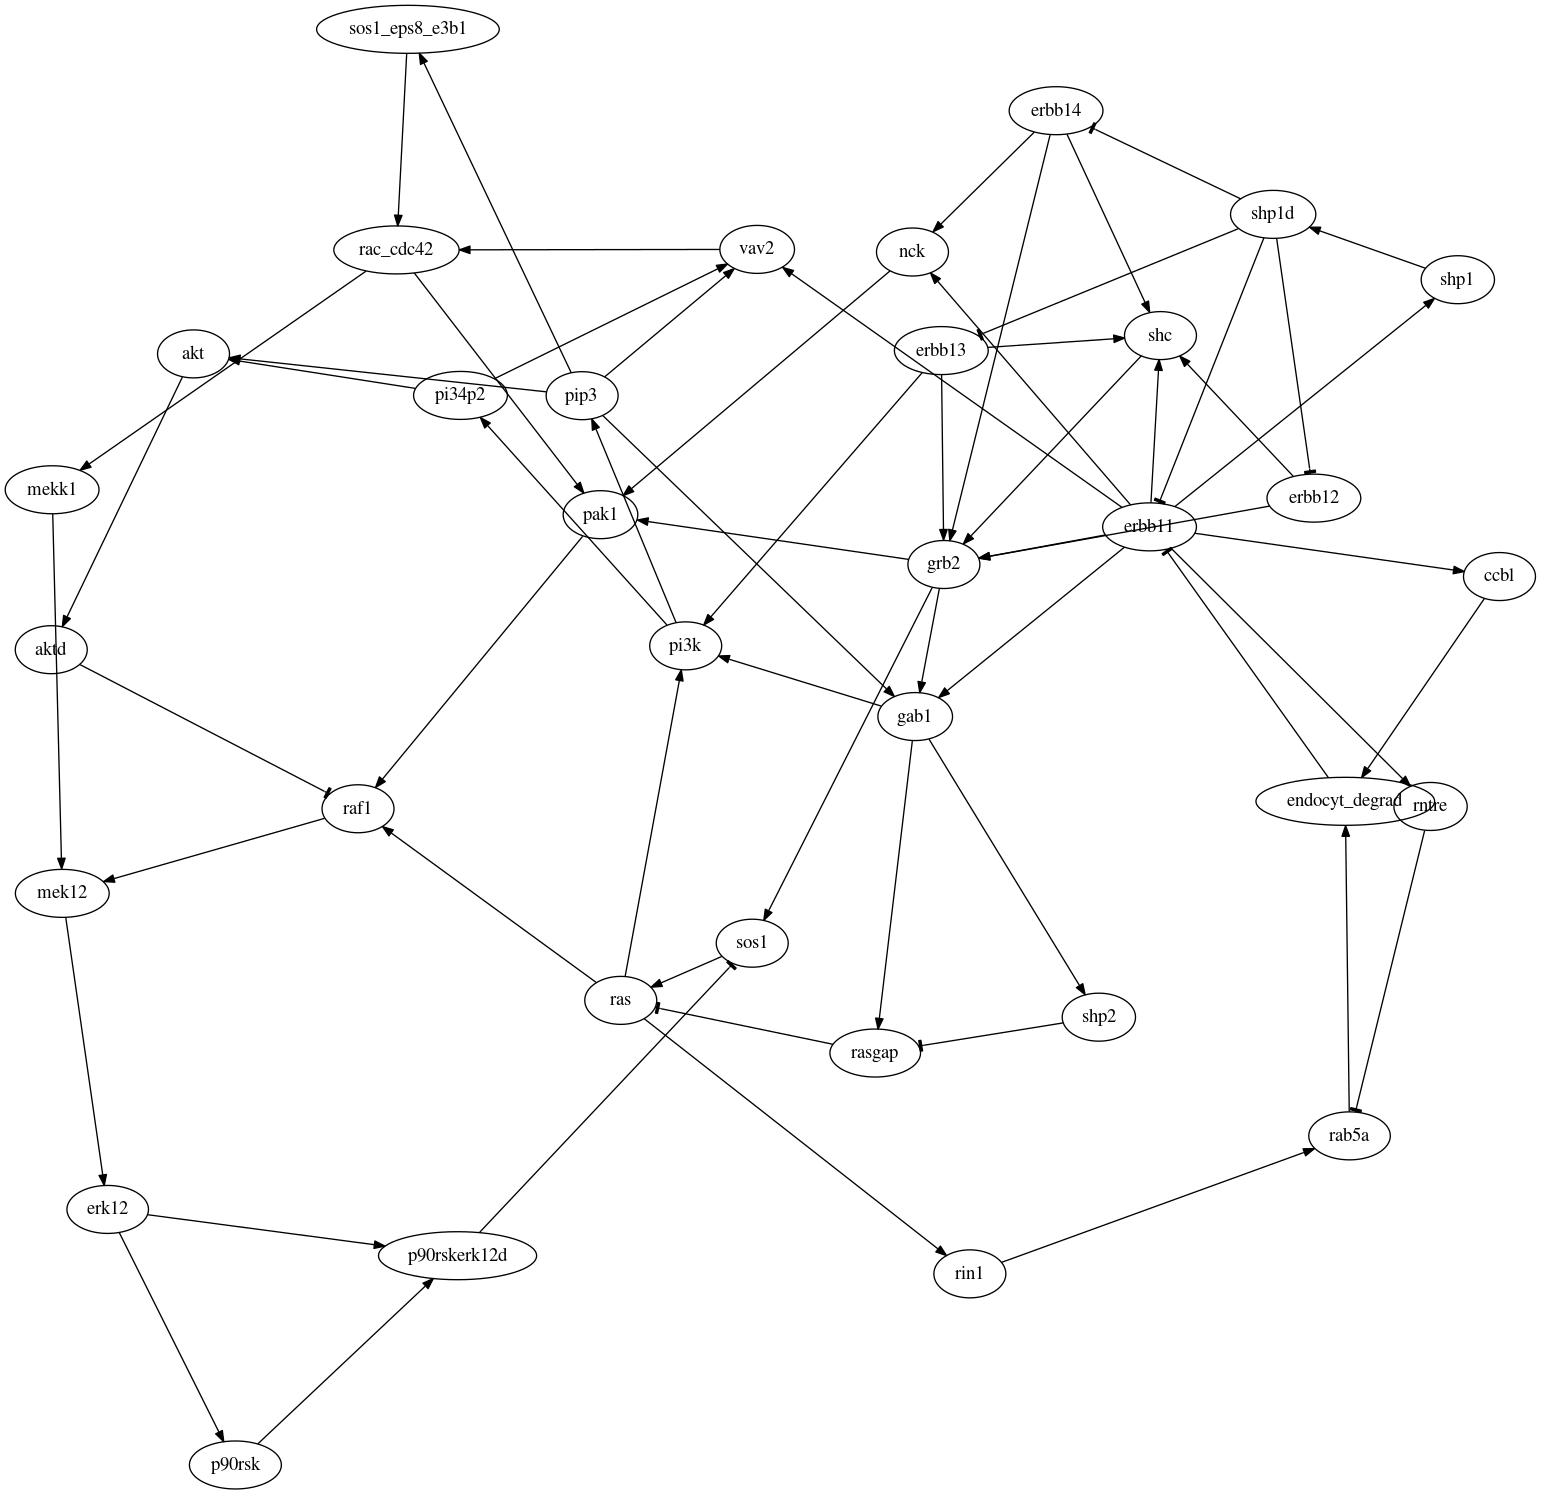 sos1_eps8_e3b1
erbb14
shp1d
rac_cdc42
vav2
nck
shp1
shc
akt
erbb13
pi34p2
pip3
mekk1
erbb12
pak1
erbb11
grb2
ccbl
aktd
pi3k
gab1
endocyt_degrad
rntre
raf1
mek12
sos1
ras
shp2
rasgap
rab5a
erk12
p90rskerk12d
rin1
p90rsk